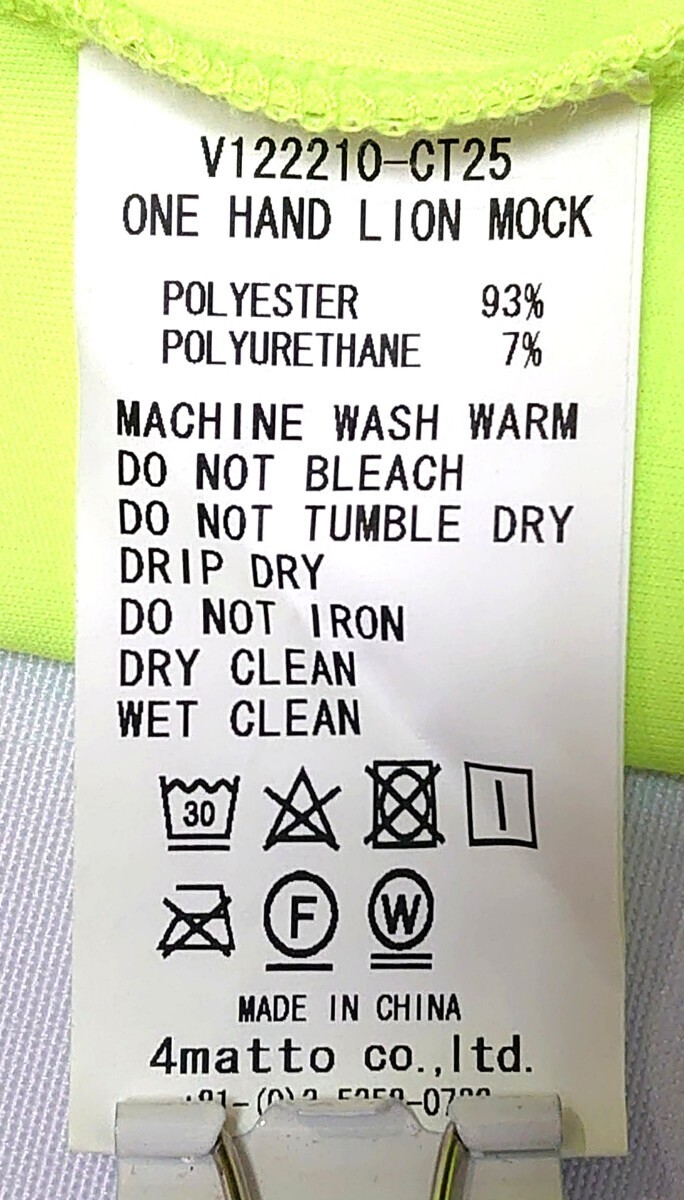 V122210-CT25
ONE HAND LION MOCK
POLYESTER 93%
POLYURETHANE 7%
MACHINE WASH WARM
DO NOT BLEACH
DO NOT TUMBLE DRY
DRIP DRY
DO NOT IRON
DRY CLEAN
WET CLEAN
30
F W
MADE IN CHINA
4matto co.,ltd.